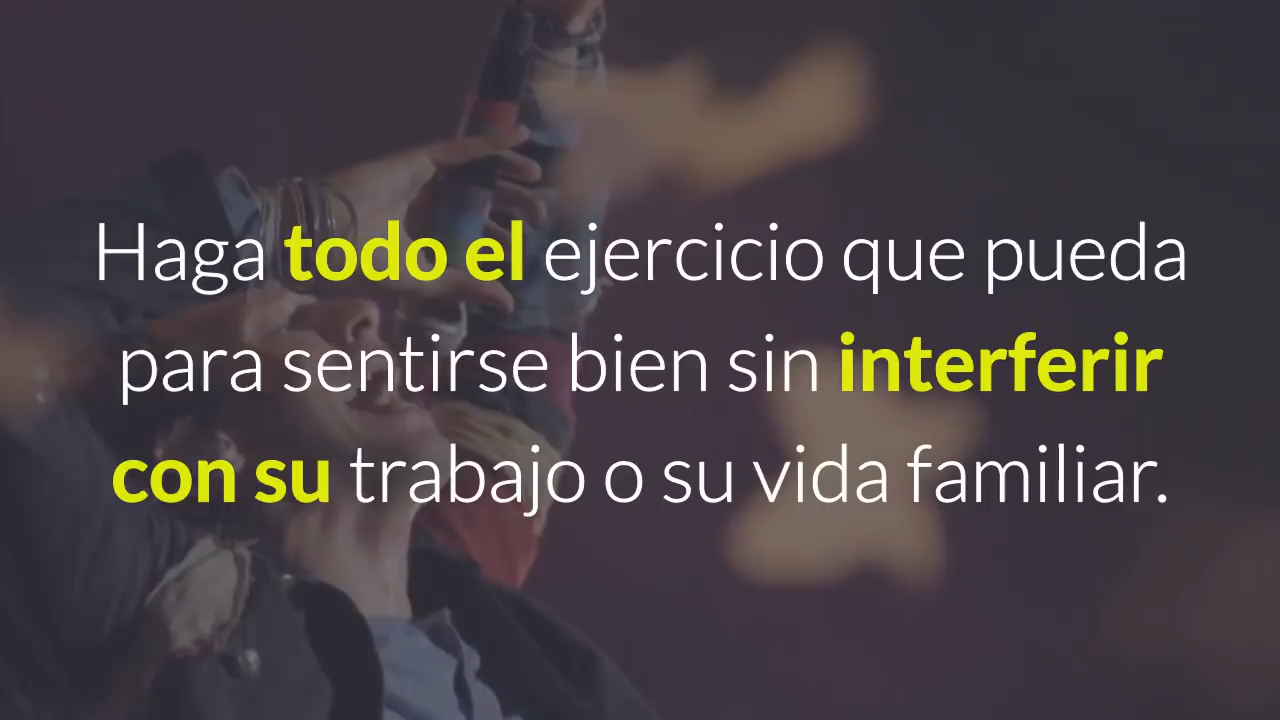 Haga todo el ejercicio que pueda
para sentirse bien sin interferir
con su trabajo o su vida familiar.